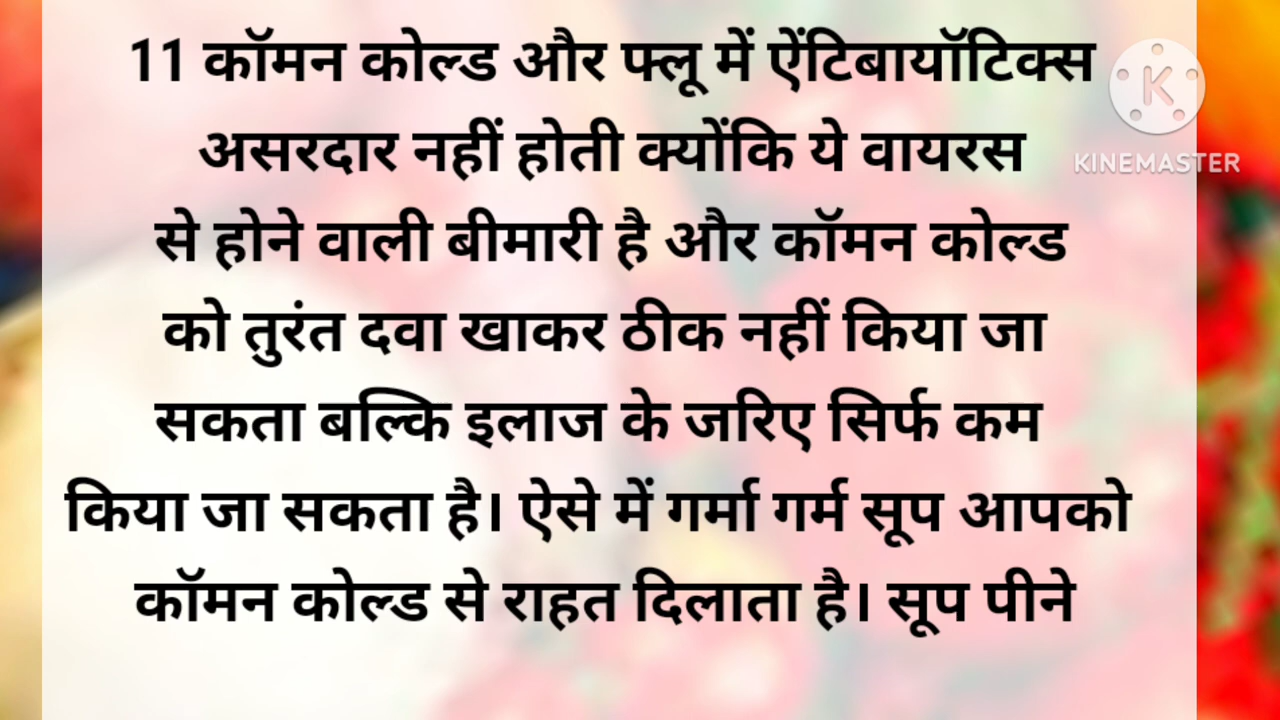 11 कॉमन कोल्ड और फ्लू में ऐंटिबायॉटिक्स
असरदार नहीं होती क्योंकि ये वायरस
से होने वाली बीमारी है और कॉमन कोल्ड
को तुरंत दवा खाकर ठीक नहीं किया जा
सकता बल्कि इलाज के जरिए सिर्फ कम
किया जा सकता है। ऐसे में गर्मा गर्म सूप आपको
कॉमन कोल्ड से राहत दिलाता है। सूप पीने
K
KINEMASTER